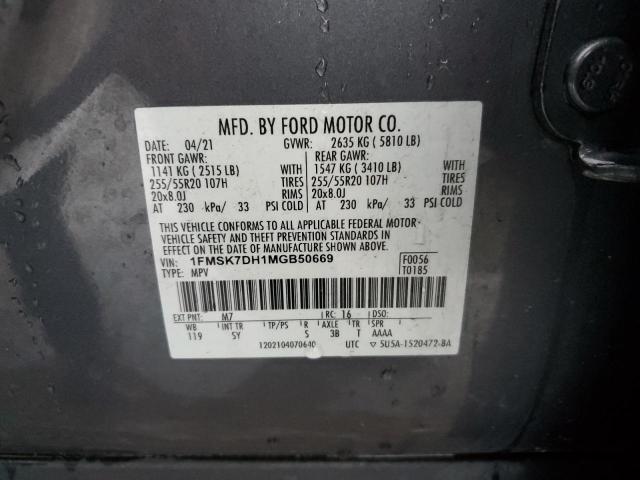 MFD. BY FORD MOTOR CO.
DATE: 04/21 GVWR: 2635 KG ( 5810 LB)
FRONT GAWR: REAR GAWR:
1141 KG ( 2515 LB) WITH 1547 KG ( 3410 LB) WITH
255/55R20 107H TIRES 255/55R20 107H TIRES
20x8.0J RIMS 20x8.0J RIMS
AT 230 kPa/ 33 PSI COLD AT 230 kPa/ 33 PSI COLD
THIS VEHICLE CONFORMS TO ALL APPLICABLE FEDERAL MOTOR
VEHICLE SAFETY AND THEFT PREVENTION STANDARDS IN
EFFECT ON THE DATE OF MANUFACTURE SHOWN ABOVE.
VIN: 1FMSK7DH1MGB50669 F0056
TYPE: MPV T0185
EXT PNT: M7 RC: 16 DSO:
WB INT TR TP/PS R AXLE TR SPR
119 SY S 3B T AAAA
1202104070640 UTC ▽ 5U5A-1520472-BA